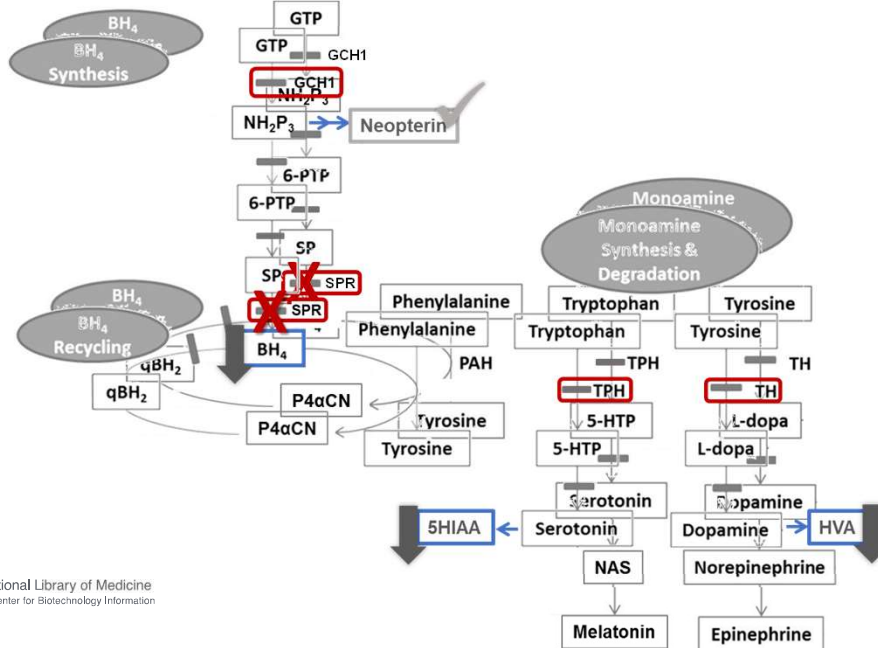 BH4
BH4
Synthesis
GTP
GTP
GCH1
GCH1
NH2P3
NH2P3
Neopterin
6-PTP
6-PTP
SP
SP
SPR
SPR
BH4
BH4
Recycling
BH4
qBH2
qBH2
P4αCN
P4αCN
Phenylalanine
Phenylalanine
PAH
Tyrosine
Tyrosine
Monoamine
Monoamine
Synthesis &
Degradation
Tryptophan
Tryptophan
TPH
TPH
5-HTP
5-HTP
Serotonin
Serotonin
5HIAA
NAS
Melatonin
Tyrosine
Tyrosine
TH
TH
L-dopa
L-dopa
Dopamine
Dopamine
HVA
Norepinephrine
Epinephrine
Library of Medicine
for Biotechnology Information